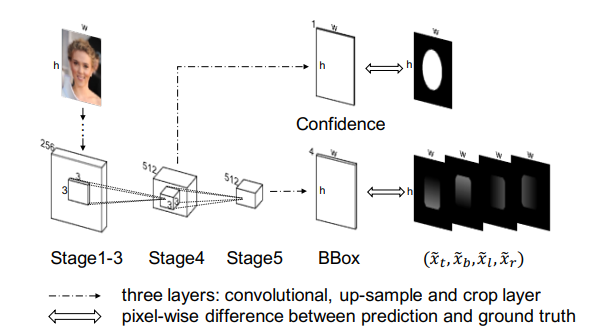 w
h
1
w
h
w
h
Confidence
256
3
3
512
3
3
512
4
w
h
w
w
w
w
h
Stage1-3 Stage4 Stage5 BBox (x̃t, x̃b, x̃l, x̃r)
three layers: convolutional, up-sample and crop layer
pixel-wise difference between prediction and ground truth